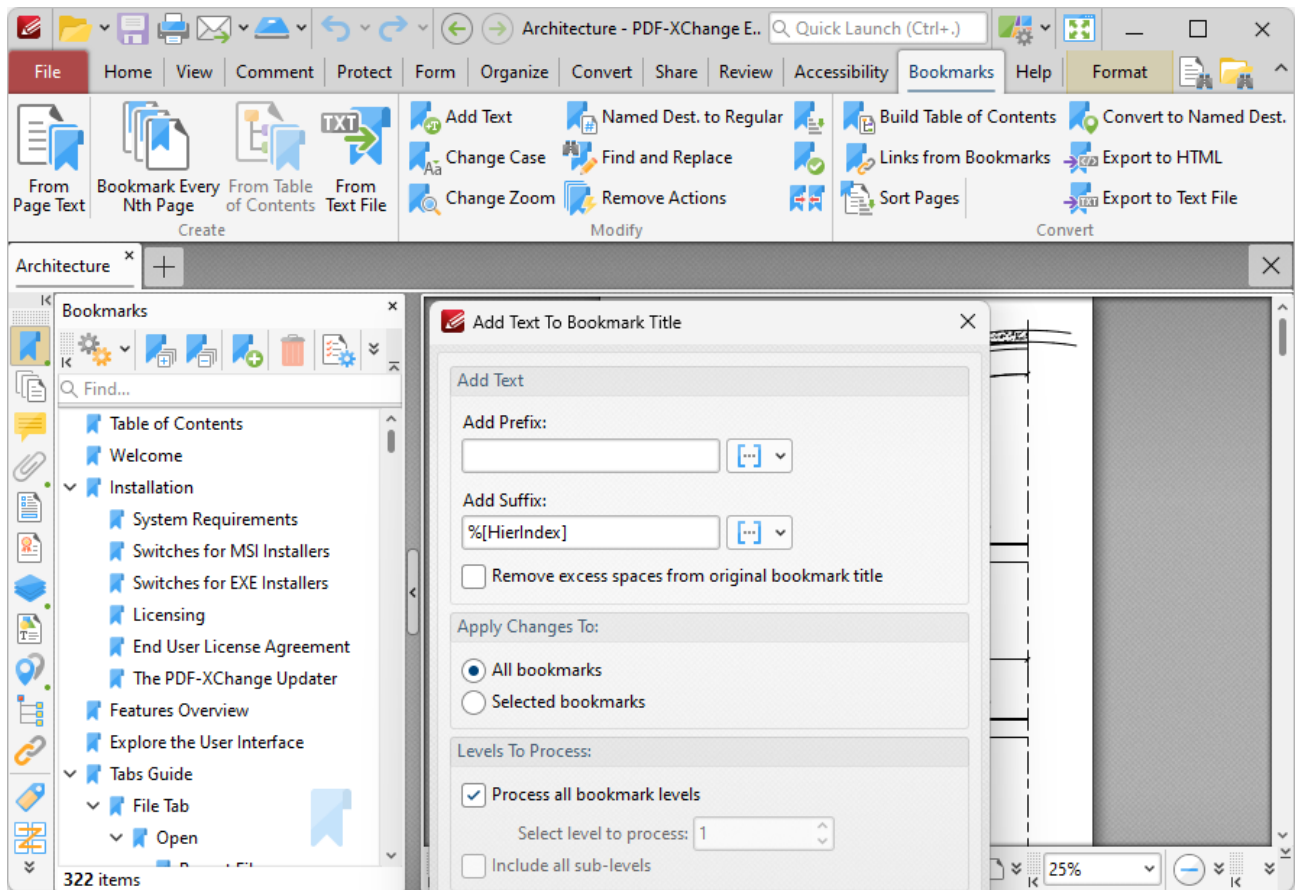 Architecture - PDF-XChange E..
Quick Launch (Ctrl+.)
File Home View Comment Protect Form Organize Convert Share Review Accessibility Bookmarks Help Format
From Page Text
Bookmark Every Nth Page
From Table of Contents
TXT
From Text File
Create
Add Text
Change Case
Change Zoom
Named Dest. to Regular
Find and Replace
Remove Actions
Modify
Build Table of Contents
Links from Bookmarks
Sort Pages
Convert to Named Dest.
Export to HTML
Export to Text File
Convert
Architecture
Bookmarks
Find...
Table of Contents
Welcome
Installation
System Requirements
Switches for MSI Installers
Switches for EXE Installers
Licensing
End User License Agreement
The PDF-XChange Updater
Features Overview
Explore the User Interface
Tabs Guide
File Tab
Open
322 items
Add Text To Bookmark Title
Add Text
Add Prefix:
Add Suffix:
%[HierIndex]
Remove excess spaces from original bookmark title
Apply Changes To:
All bookmarks
Selected bookmarks
Levels To Process:
Process all bookmark levels
Select level to process: 1
Include all sub-levels
25%